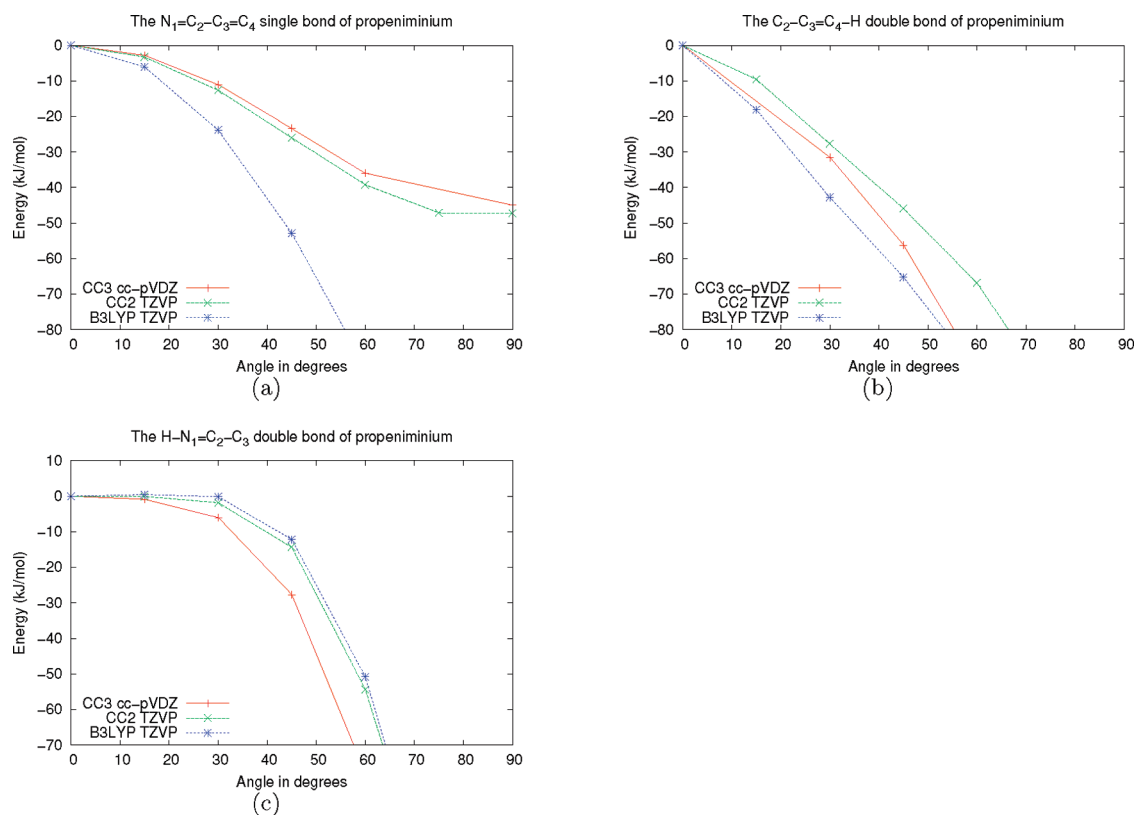 The N₁=C₂−C₃=C₄ single bond of propeniminium
0
−10
−20
−30
−40
−50
−60
−70
−80
Energy (kJ/mol)
CC3 cc−pVDZ
CC2 TZVP
B3LYP TZVP
0 10 20 30 40 50 60 70 80 90
Angle in degrees
(a)
The C₂−C₃=C₄−H double bond of propeniminium
0
−10
−20
−30
−40
−50
−60
−70
−80
Energy (kJ/mol)
CC3 cc−pVDZ
CC2 TZVP
B3LYP TZVP
0 10 20 30 40 50 60 70 80 90
Angle in degrees
(b)
The H−N₁=C₂−C₃ double bond of propeniminium
10
0
−10
−20
−30
−40
−50
−60
−70
Energy (kJ/mol)
CC3 cc−pVDZ
CC2 TZVP
B3LYP TZVP
0 10 20 30 40 50 60 70 80 90
Angle in degrees
(c)